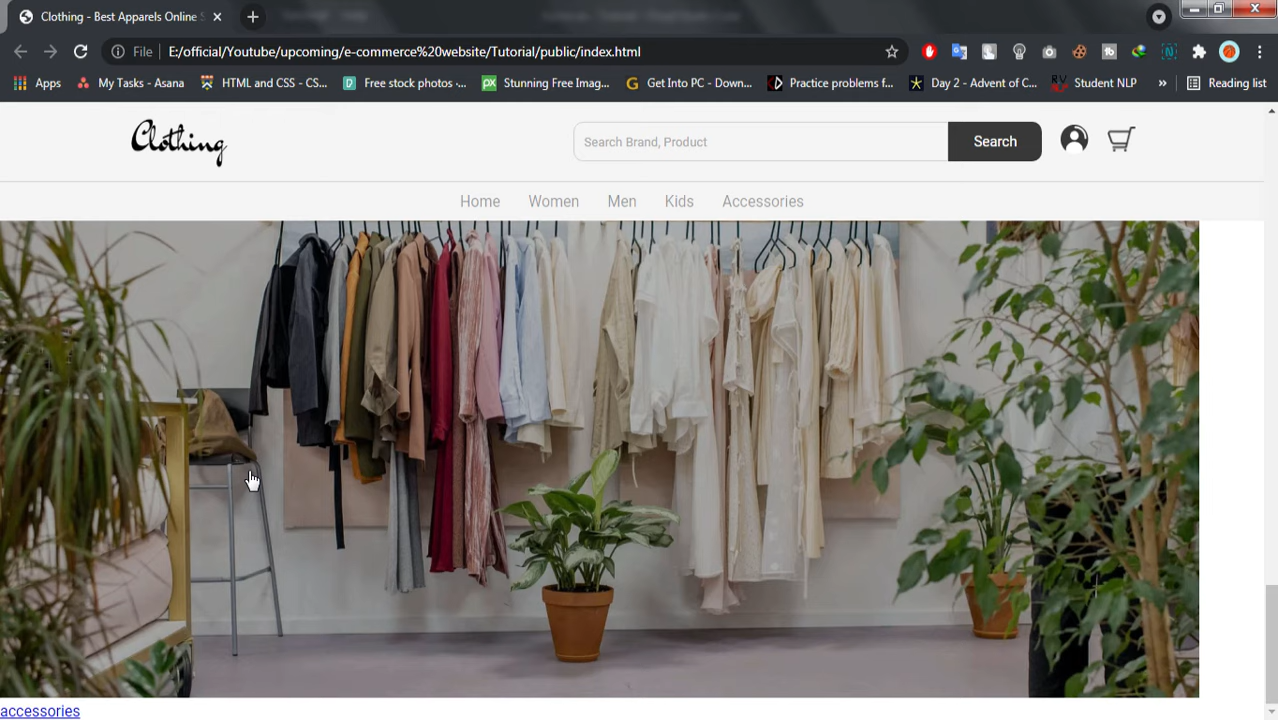 Clothing - Best Apparels Online S
File E:/official/Youtube/upcoming/e-commerce%20website/Tutorial/public/index.html
Apps My Tasks - Asana HTML and CSS - CS... Free stock photos ·... Stunning Free Imag... Get Into PC - Down... Practice problems f... Day 2 - Advent of C... Student NLP » Reading list
Clothing Search Brand, Product Search
Home Women Men Kids Accessories
accessories